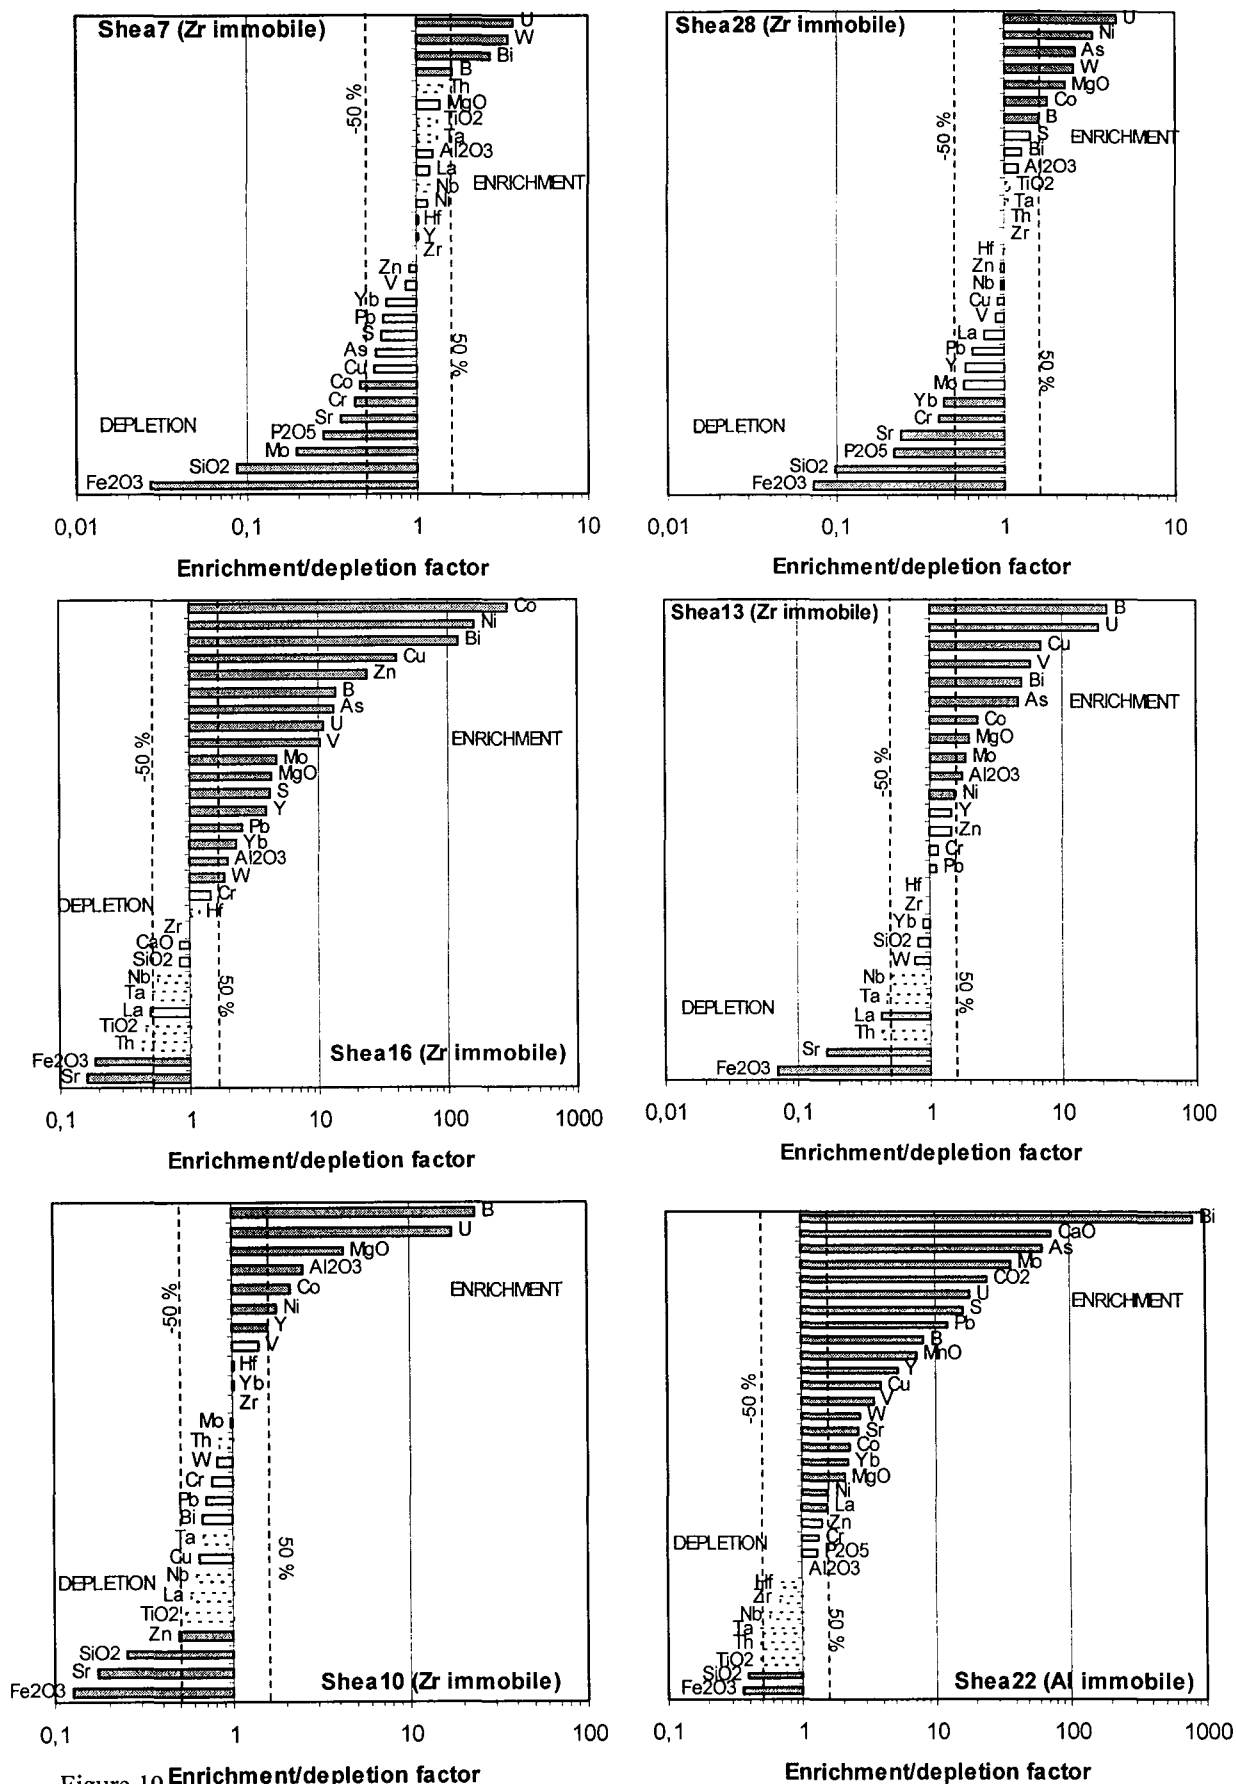 Shea7 (Zr immobile)
U
W
Bi
B
Th
MgO
TiO2
Ta
Al2O3
La
Nb
Ni
Hf
Y
Zr
Zn
V
Yb
Pb
S
As
Cu
Co
Cr
Sr
P2O5
Mo
SiO2
Fe2O3
-50 %
50 %
ENRICHMENT
DEPLETION
0,01 0,1 1 10
Enrichment/depletion factor
Shea28 (Zr immobile)
U
Ni
As
W
MgO
Co
B
S
Bi
Al2O3
TiO2
Ta
Th
Zr
Hf
Zn
Nb
Cu
V
La
Pb
Y
Mo
Yb
Cr
Sr
P2O5
SiO2
Fe2O3
-50 %
50 %
ENRICHMENT
DEPLETION
0,01 0,1 1 10
Enrichment/depletion factor
Co
Ni
Bi
Cu
Zn
B
As
U
V
Mo
MgO
S
Y
Pb
Yb
Al2O3
W
Cr
Hf
Zr
CaO
SiO2
Nb
Ta
La
TiO2
Th
Fe2O3
Sr
-50 %
50 %
ENRICHMENT
DEPLETION
Shea16 (Zr immobile)
0,1 1 10 100 1000
Enrichment/depletion factor
Shea13 (Zr immobile)
B
U
Cu
V
Bi
As
Co
MgO
Mo
Al2O3
Ni
Y
Zn
Cr
Pb
Hf
Zr
Yb
SiO2
W
Nb
Ta
La
Th
Sr
Fe2O3
-50 %
50 %
ENRICHMENT
DEPLETION
0,01 0,1 1 10 100
Enrichment/depletion factor
B
U
MgO
Al2O3
Co
Ni
Y
V
Hf
Yb
Zr
Mo
Th
W
Cr
Pb
Bi
Ta
Cu
Nb
La
TiO2
Zn
SiO2
Sr
Fe2O3
-50 %
50 %
ENRICHMENT
DEPLETION
Shea10 (Zr immobile)
0,1 1 10 100
Enrichment/depletion factor
Bi
CaO
As
Mo
CO2
U
S
Pb
B
MnO
Y
Cu
V
W
Sr
Co
Yb
MgO
Ni
La
Zn
Cr
P2O5
Al2O3
Hf
Zr
Nb
Ta
Th
TiO2
SiO2
Fe2O3
-50 %
50 %
ENRICHMENT
DEPLETION
Shea22 (Al immobile)
0,1 1 10 100 1000
Enrichment/depletion factor
Figure 10